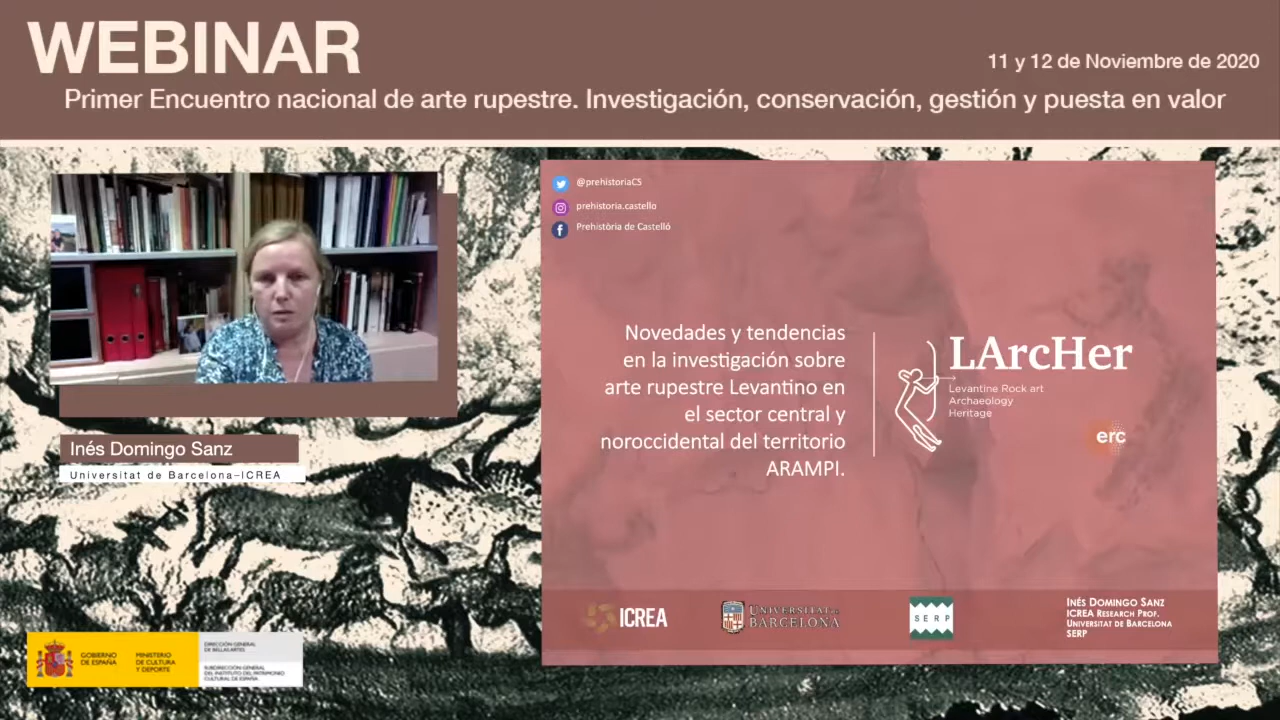 WEBINAR
11 y 12 de Noviembre de 2020
Primer Encuentro nacional de arte rupestre. Investigación, conservación, gestión y puesta en valor
@prehistoriaCS
prehistoria.castello
Prehistòria de Castelló
Novedades y tendencias
en la investigación sobre
arte rupestre Levantino en
el sector central y
noroccidental del territorio
ARAMPI.
LArcHer
Levantine Rock art
Archaeology
Heritage
erc
Inés Domingo Sanz
Universitat de Barcelona–ICREA
ICREA
UNIVERSITAT DE
BARCELONA
SERP
INÉS DOMINGO SANZ
ICREA RESEARCH PROF.
UNIVERSITAT DE BARCELONA
SERP
GOBIERNO
DE ESPAÑA
MINISTERIO
DE CULTURA
Y DEPORTE
DIRECCIÓN GENERAL
DE BELLAS ARTES
SUBDIRECCIÓN GENERAL
DEL INSTITUTO DEL PATRIMONIO
CULTURAL DE ESPAÑA